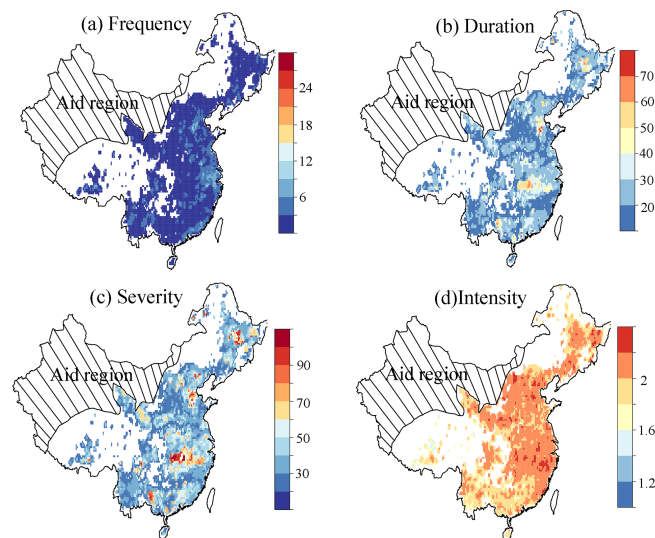 (a) Frequency
24
18
12
6
Aid region
(b) Duration
70
60
50
40
30
20
Aid region
(c) Severity
90
70
50
30
Aid region
(d)Intensity
2
1.6
1.2
Aid region